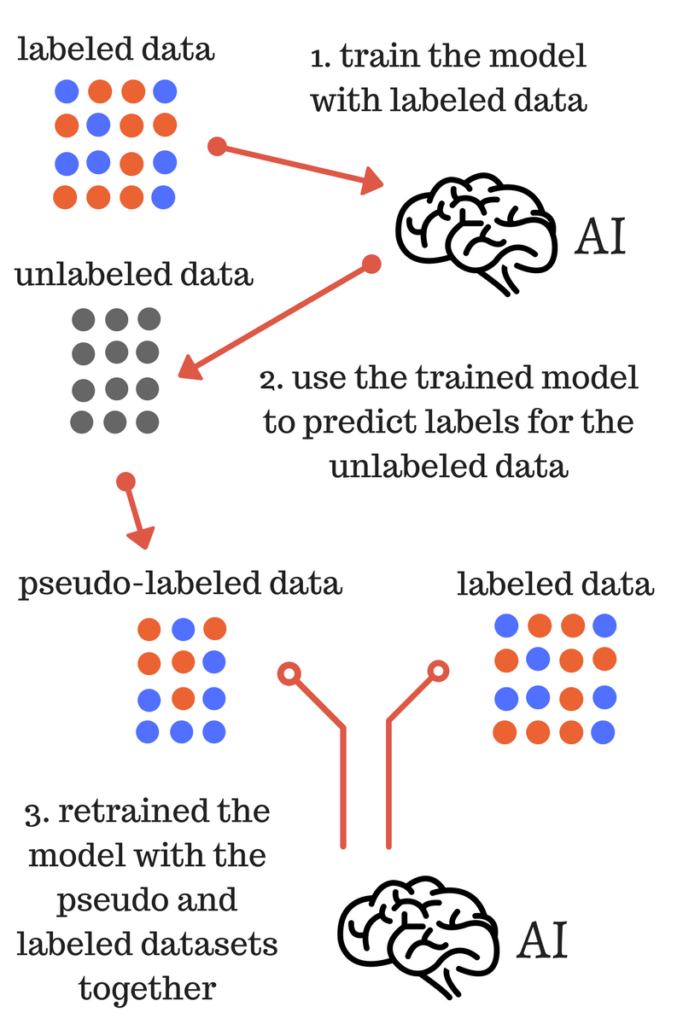 labeled data
1. train the model
with labeled data
AI
unlabeled data
2. use the trained model
to predict labels for the
unlabeled data
pseudo-labeled data
labeled data
3. retrained the
model with the
pseudo and
labeled datasets
together
AI